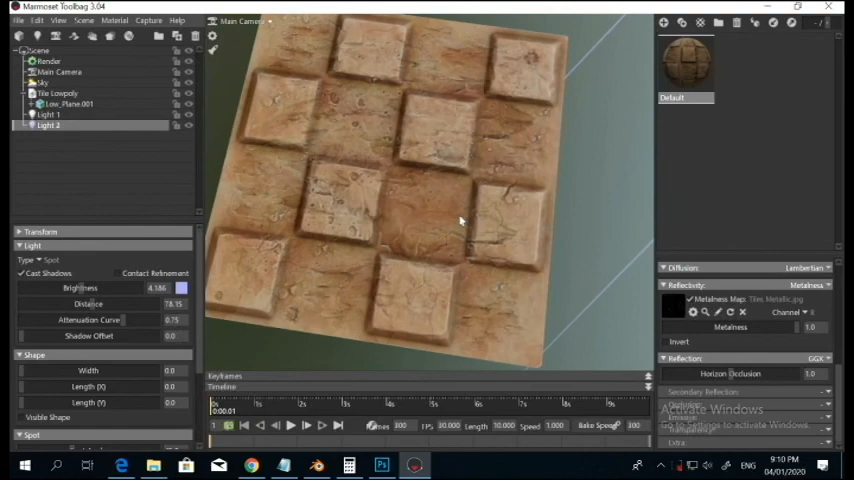 Marmoset Toolbag 3.04
File Edit View Scene Material Capture Help
Main Camera
Scene
Render
Main Camera
Sky
Tile Lowpoly
Low_Plane.001
Light 1
Light 2
Default
Transform
Light
Type Spot
Cast Shadows Contact Refinement
Brightness 4.186
Distance 78.15
Attenuation Curve 0.75
Shadow Offset 0.0
Shape
Width 0.0
Length (X) 0.0
Length (Y) 0.0
Visible Shape
Spot
Diffusion: Lambertian
Reflectivity: Metalness
Metalness Map: Tiles Metallic.jpg
Channel R
Metalness 1.0
Invert
Reflection: GGX
Horizon Occlusion 1.0
Secondary Reflection:
Occlusion:
Emissive:
Transparency:
Extra:
Activate Windows
Go to Settings to activate Windows.
Keyframes
Timeline
0s 1s 2s 3s 4s 5s 6s 7s 8s 9s
0:00.01
1 300 FPS 30.000 Length 10.000 Speed 1.000 Bake Speed 300
ENG
9:10 PM
04/01/2020